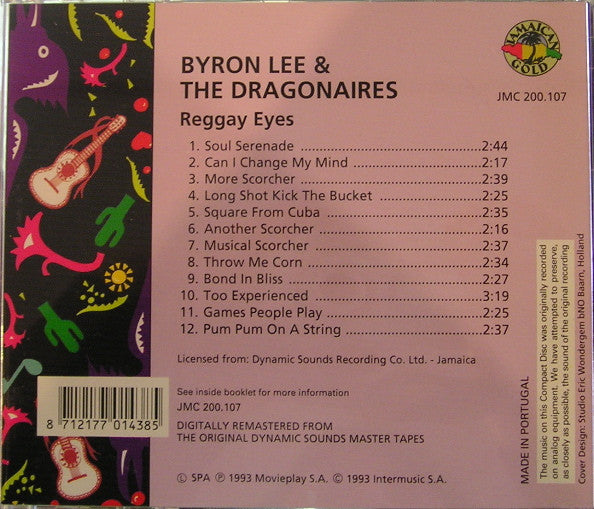 BYRON LEE &
THE DRAGONAIRES
JAMAICAN
GOLD
JMC 200.107
Reggay Eyes
1. Soul Serenade 2:44
2. Can I Change My Mind 2:17
3. More Scorcher 2:39
4. Long Shot Kick The Bucket 2:25
5. Square From Cuba 2:35
6. Another Scorcher 2:16
7. Musical Scorcher 2:37
8. Throw Me Corn 2:34
9. Bond In Bliss 2:27
10. Too Experienced 3:19
11. Games People Play 2:25
12. Pum Pum On A String 2:37
Licensed from: Dynamic Sounds Recording Co. Ltd. - Jamaica
See inside booklet for more information
JMC 200.107
DIGITALLY REMASTERED FROM
THE ORIGINAL DYNAMIC SOUNDS MASTER TAPES
Ⓛ SPA Ⓟ 1993 Movieplay S.A. © 1993 Intermusic S.A.
8 712177 014385
MADE IN PORTUGAL
The music on this Compact Disc was originally recorded
on analog equipment. We have attempted to preserve,
as closely as possible, the sound of the original recording
Cover Design: Studio Eric Wondergem bNO Baarn, Holland